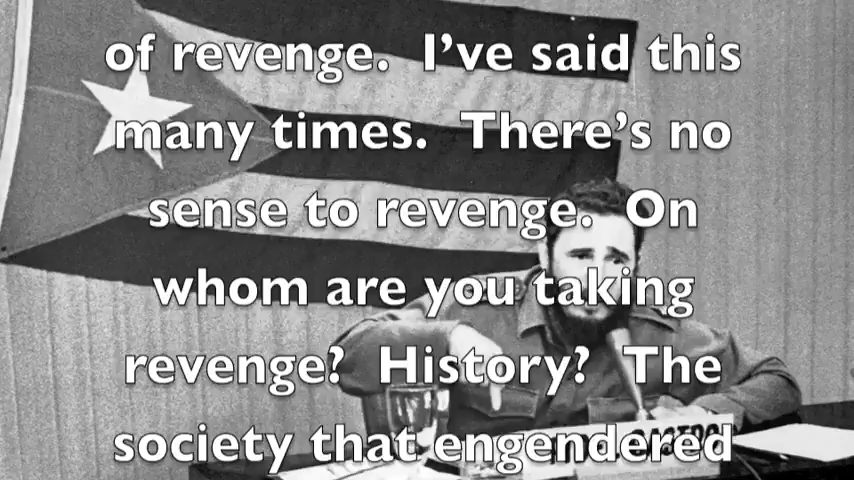 of revenge. I've said this
many times. There's no
sense to revenge. On
whom are you taking
revenge? History? The
society that engendered